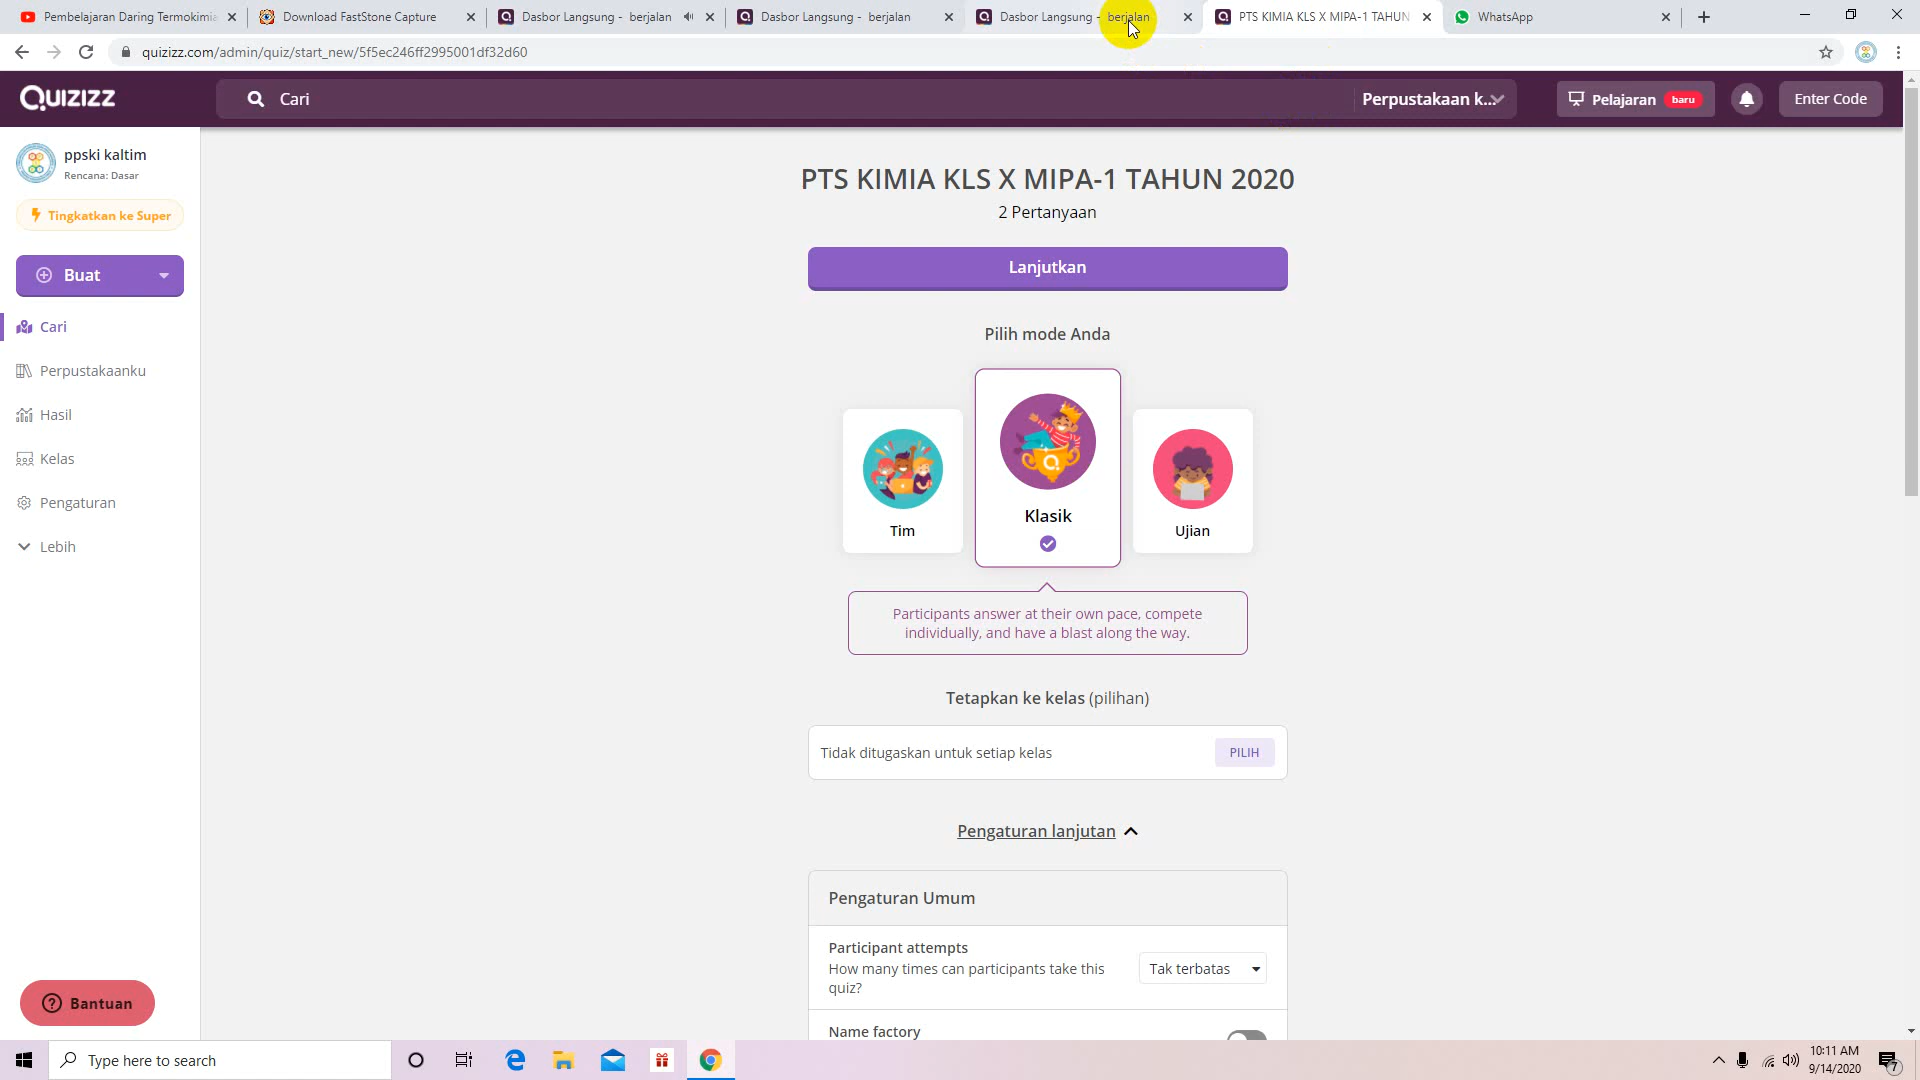 Pembelajaran Daring Termokimia
Download FastStone Capture
Dasbor Langsung - berjalan
Dasbor Langsung - berjalan
Dasbor Langsung - berjalan
PTS KIMIA KLS X MIPA-1 TAHUN
WhatsApp
quizizz.com/admin/quiz/start_new/5f5ec246ff2995001df32d60
QUIZIZZ
Cari
Perpustakaan k...
Pelajaran baru
Enter Code
ppski kaltim
Rencana: Dasar
Tingkatkan ke Super
Buat
Cari
Perpustakaanku
Hasil
Kelas
Pengaturan
Lebih
Bantuan
PTS KIMIA KLS X MIPA-1 TAHUN 2020
2 Pertanyaan
Lanjutkan
Pilih mode Anda
Tim
Klasik
Ujian
Participants answer at their own pace, compete
individually, and have a blast along the way.
Tetapkan ke kelas (pilihan)
Tidak ditugaskan untuk setiap kelas
PILIH
Pengaturan lanjutan
Pengaturan Umum
Participant attempts
How many times can participants take this
quiz?
Tak terbatas
Name factory
Type here to search
10:11 AM
9/14/2020
7